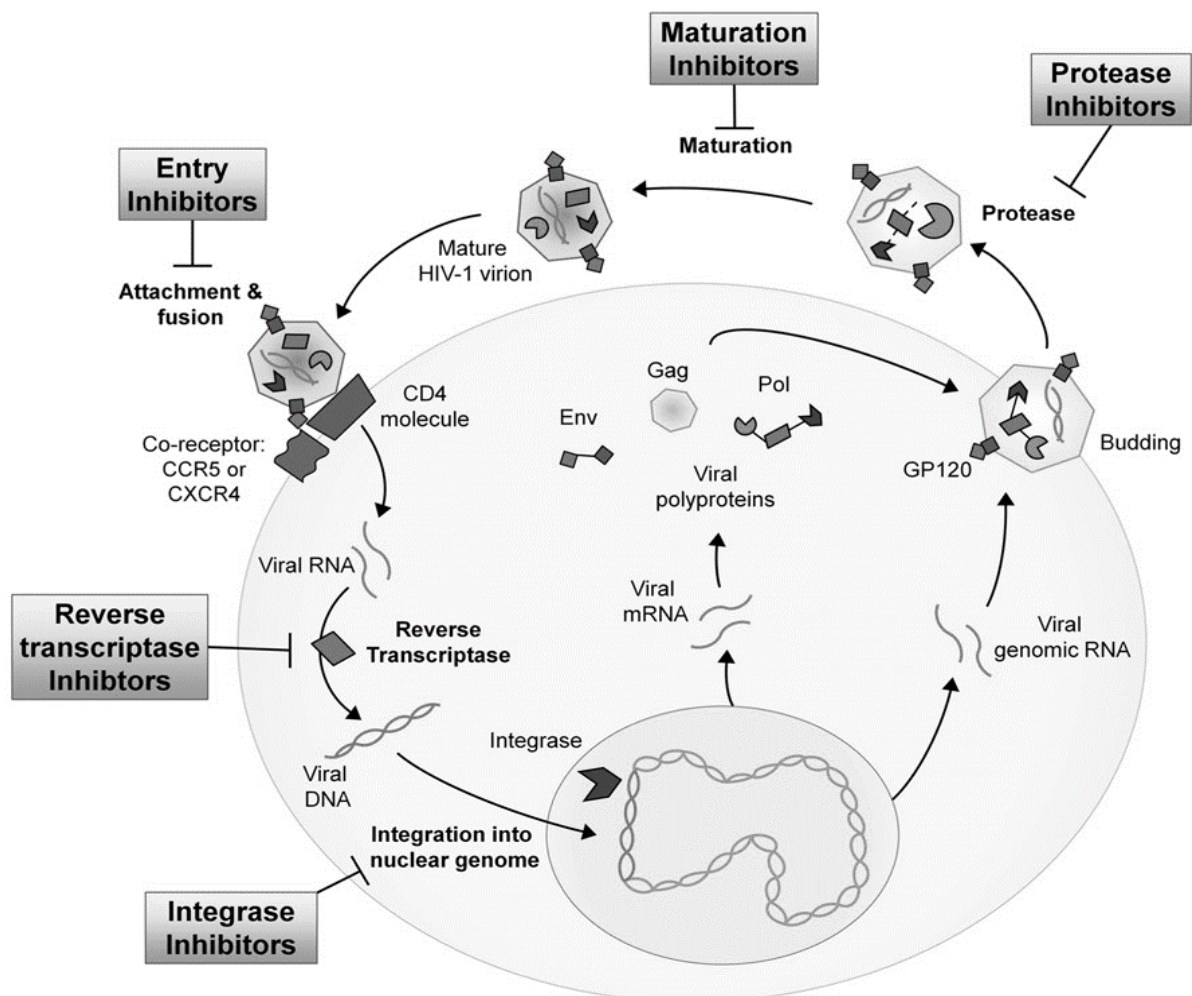 Maturation
Inhibitors
Protease
Inhibitors
Maturation
Entry
Inhibitors
Protease
Mature
HIV-1 virion
Attachment &
fusion
Gag
Pol
CD4
molecule
Env
Budding
Co-receptor:
CCR5 or
CXCR4
GP120
Viral
polyproteins
Viral RNA
Viral
mRNA
Viral
genomic RNA
Reverse
transcriptase
Inhibtors
Reverse
Transcriptase
Integrase
Viral
DNA
Integration into
nuclear genome
Integrase
Inhibitors